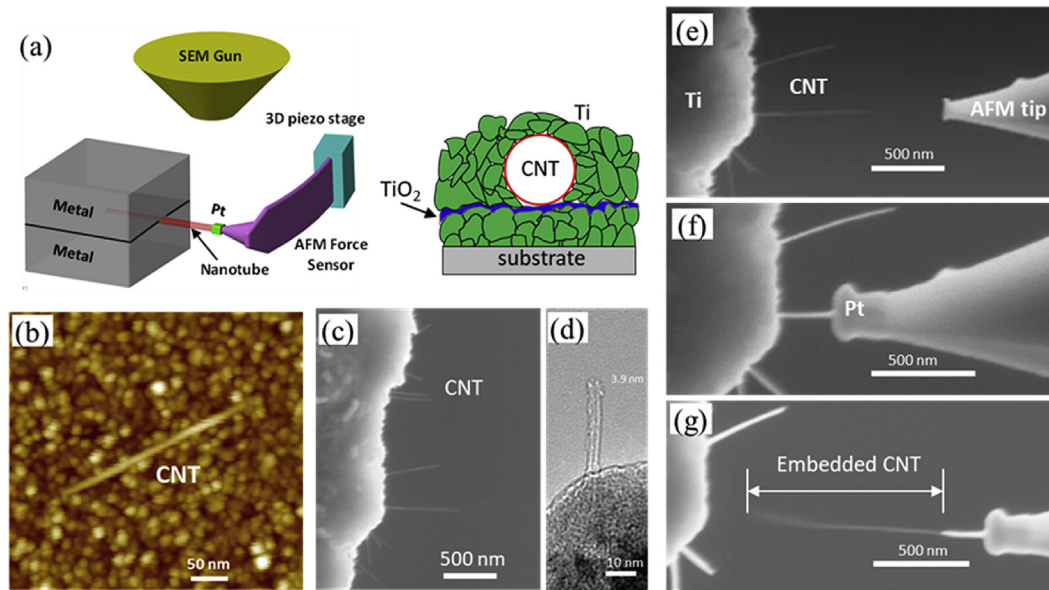 (a)
SEM Gun
3D piezo stage
Metal
Metal
Pt
Nanotube
AFM Force
Sensor
Ti
CNT
TiO2
substrate
(b)
CNT
50 nm
(c)
CNT
500 nm
(d)
3.9 nm
10 nm
(e)
Ti
CNT
AFM tip
500 nm
(f)
Pt
500 nm
(g)
Embedded CNT
500 nm